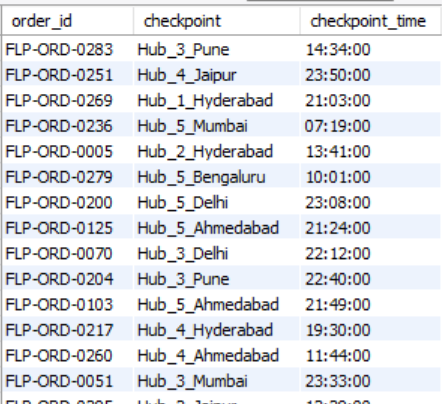 order_id checkpoint checkpoint_time
FLP-ORD-0283 Hub_3_Pune 14:34:00
FLP-ORD-0251 Hub_4_Jaipur 23:50:00
FLP-ORD-0269 Hub_1_Hyderabad 21:03:00
FLP-ORD-0236 Hub_5_Mumbai 07:19:00
FLP-ORD-0005 Hub_2_Hyderabad 13:41:00
FLP-ORD-0279 Hub_5_Bengaluru 10:01:00
FLP-ORD-0200 Hub_5_Delhi 23:08:00
FLP-ORD-0125 Hub_5_Ahmedabad 21:24:00
FLP-ORD-0070 Hub_3_Delhi 22:12:00
FLP-ORD-0204 Hub_3_Pune 22:40:00
FLP-ORD-0103 Hub_5_Ahmedabad 21:49:00
FLP-ORD-0217 Hub_4_Hyderabad 19:30:00
FLP-ORD-0260 Hub_4_Ahmedabad 11:44:00
FLP-ORD-0051 Hub_3_Mumbai 23:33:00